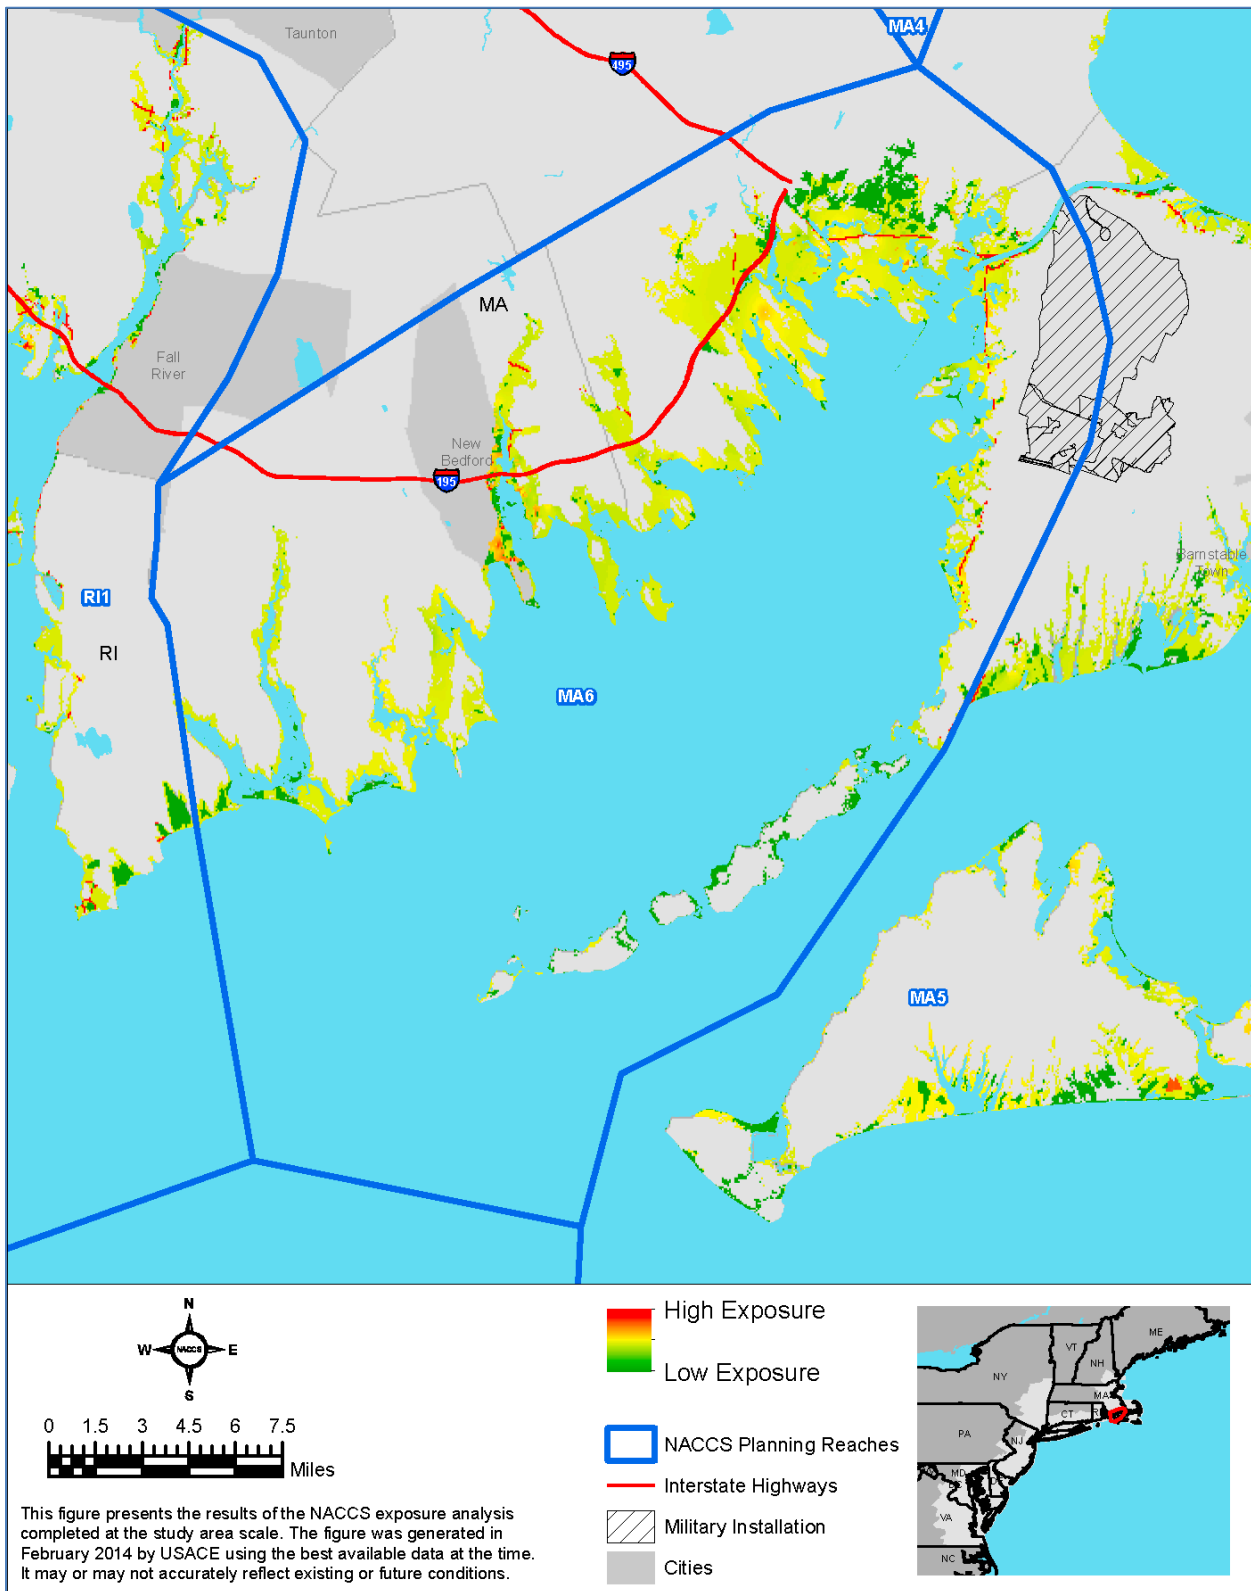 Taunton
MA4
495
MA
Fall
River
New
Bedford
195
Barnstable
Town
RI1
RI
MA6
MA5
N
W
NACCS
E
S
0 1.5 3 4.5 6 7.5
Miles
This figure presents the results of the NACCS exposure analysis
completed at the study area scale. The figure was generated in
February 2014 by USACE using the best available data at the time.
It may or may not accurately reflect existing or future conditions.
High Exposure
Low Exposure
NACCS Planning Reaches
Interstate Highways
Military Installation
Cities
ME
VT
NH
NY
MA
CT
PA
NJ
MD
VA
NC